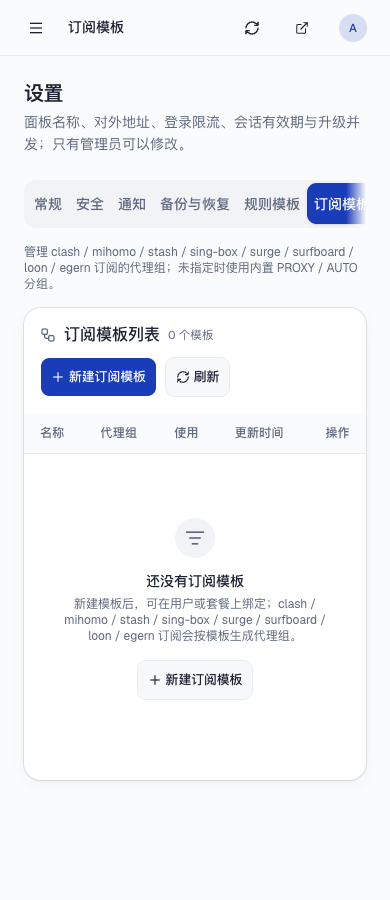 订阅模板
A
设置
面板名称、对外地址、登录限流、会话有效期与升级并
发；只有管理员可以修改。
常规 安全 通知 备份与恢复 规则模板 订阅模
管理 clash / mihomo / stash / sing-box / surge / surfboard /
loon / egern 订阅的代理组；未指定时使用内置 PROXY / AUTO
分组。
订阅模板列表 0 个模板
新建订阅模板 刷新
名称 代理组 使用 更新时间 操作
还没有订阅模板
新建模板后，可在用户或套餐上绑定；clash /
mihomo / stash / sing-box / surge / surfboard /
loon / egern 订阅会按模板生成代理组。
新建订阅模板